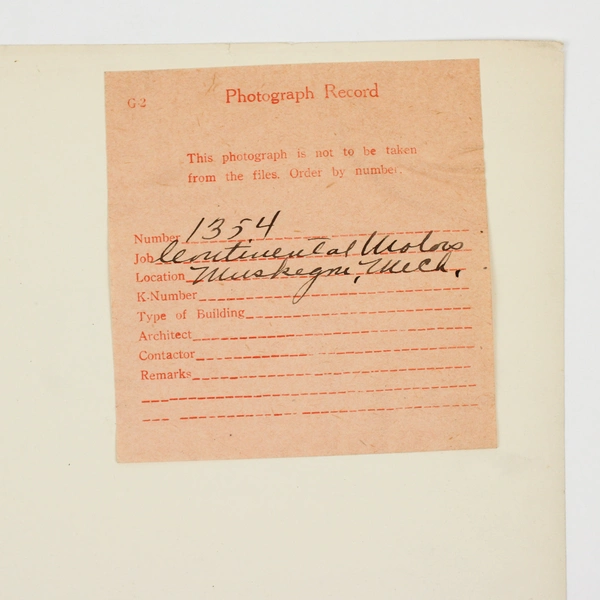 G-2
Photograph Record
This photograph is not to be taken
from the files. Order by number.
Number 1354
Job Continental Motors
Location Muskegon, Mich.
K-Number
Type of Building
Architect
Contactor
Remarks